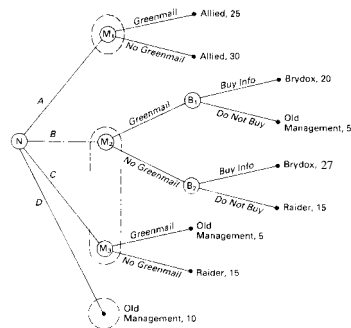 Greenmail
Allied, 25
M₁
No Greenmail
Allied, 30
A
Buy Info
Brydox, 20
B₁
Greenmail
Do Not Buy
Old
Management, 5
N
B
M₂
No Greenmail
Buy Info
Brydox, 27
B₂
Do Not Buy
Raider, 15
C
D
Greenmail
Old
Management, 5
M₃
No Greenmail
Raider, 15
Old
Management, 10